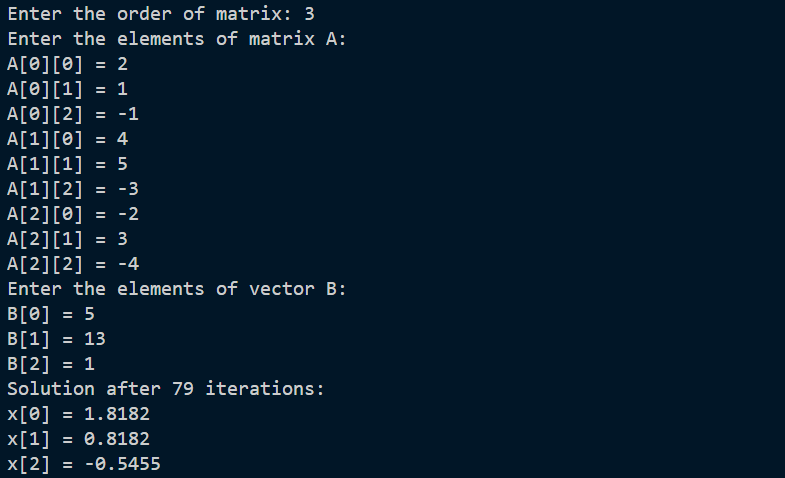 Enter the order of matrix: 3
Enter the elements of matrix A:
A[0][0] = 2
A[0][1] = 1
A[0][2] = -1
A[1][0] = 4
A[1][1] = 5
A[1][2] = -3
A[2][0] = -2
A[2][1] = 3
A[2][2] = -4
Enter the elements of vector B:
B[0] = 5
B[1] = 13
B[2] = 1
Solution after 79 iterations:
x[0] = 1.8182
x[1] = 0.8182
x[2] = -0.5455